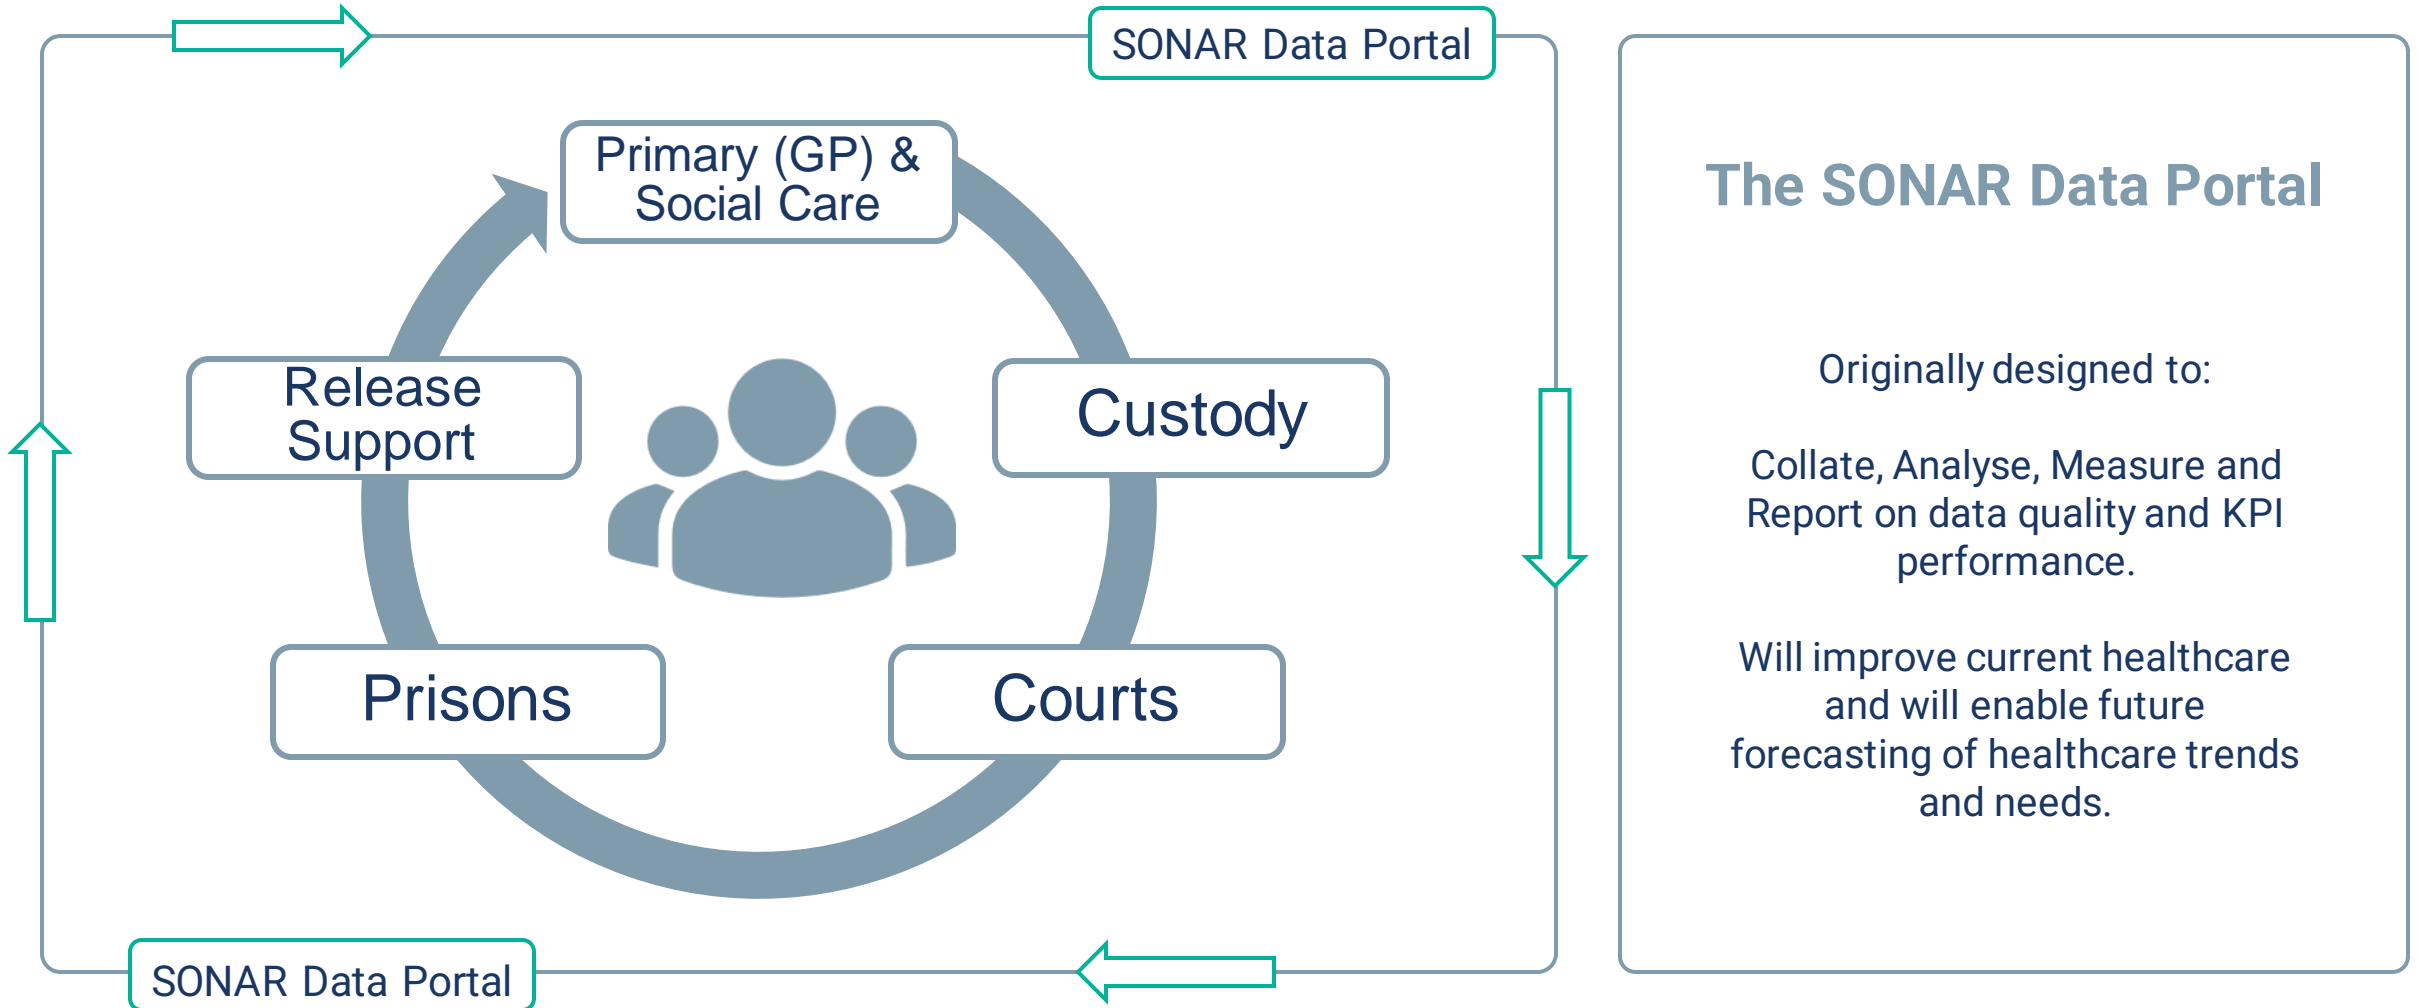 SONAR Data Portal
Primary (GP) &
Social Care
Release
Support
Custody
Prisons
Courts
SONAR Data Portal
The SONAR Data Portal
Originally designed to:
Collate, Analyse, Measure and
Report on data quality and KPI
performance.
Will improve current healthcare
and will enable future
forecasting of healthcare trends
and needs.